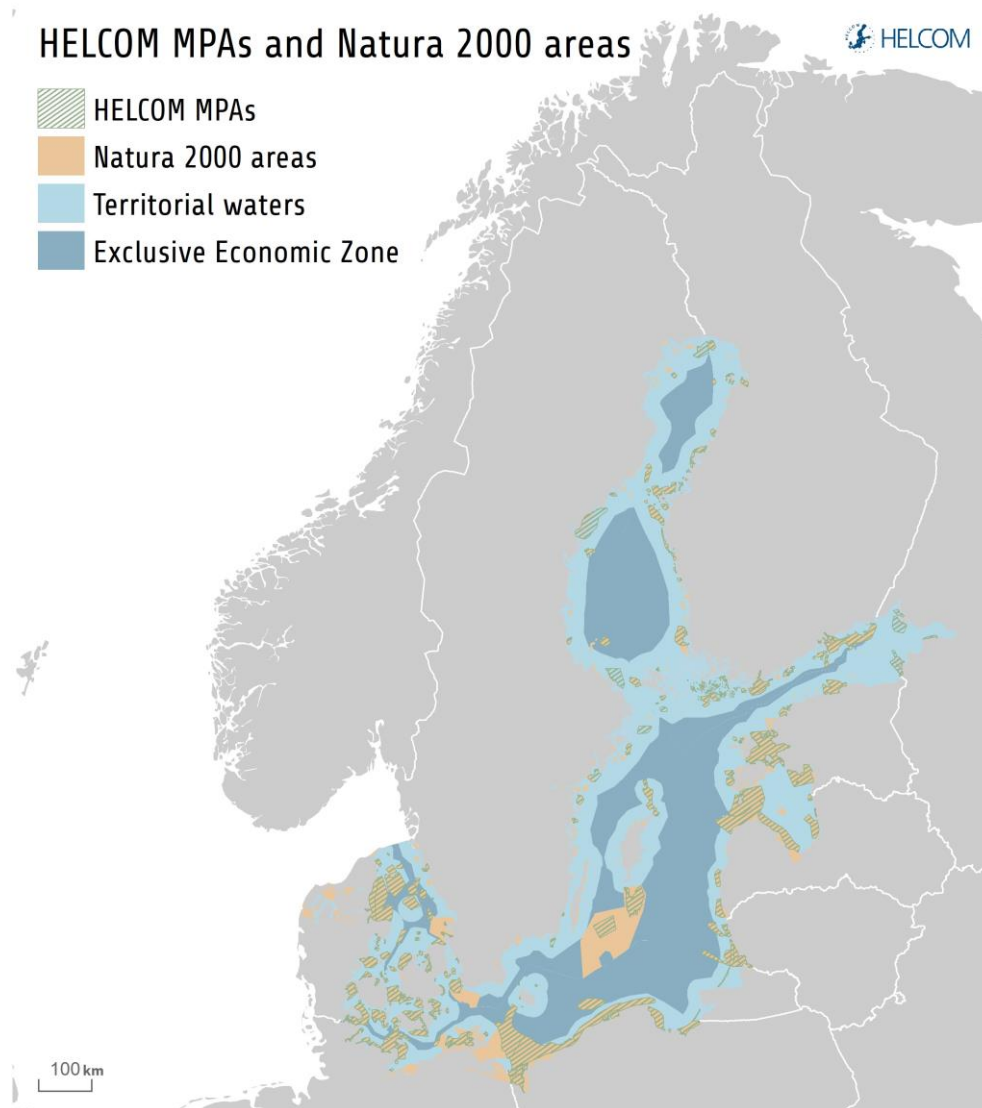 HELCOM MPAs and Natura 2000 areas
HELCOM
HELCOM MPAs
Natura 2000 areas
Territorial waters
Exclusive Economic Zone
100 km